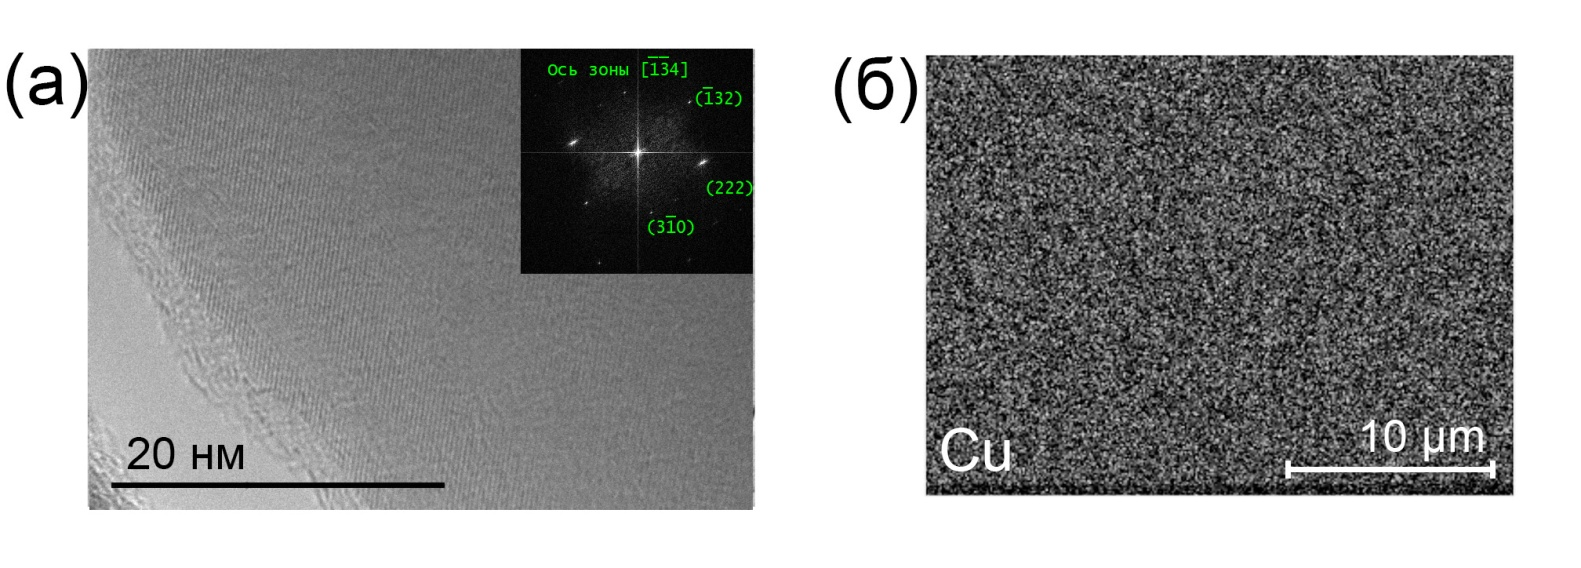 (а)
Ось зоны [1̅3̅4]
(1̅32)
(222)
(31̅0)
20 нм
(б)
Cu
10 µm